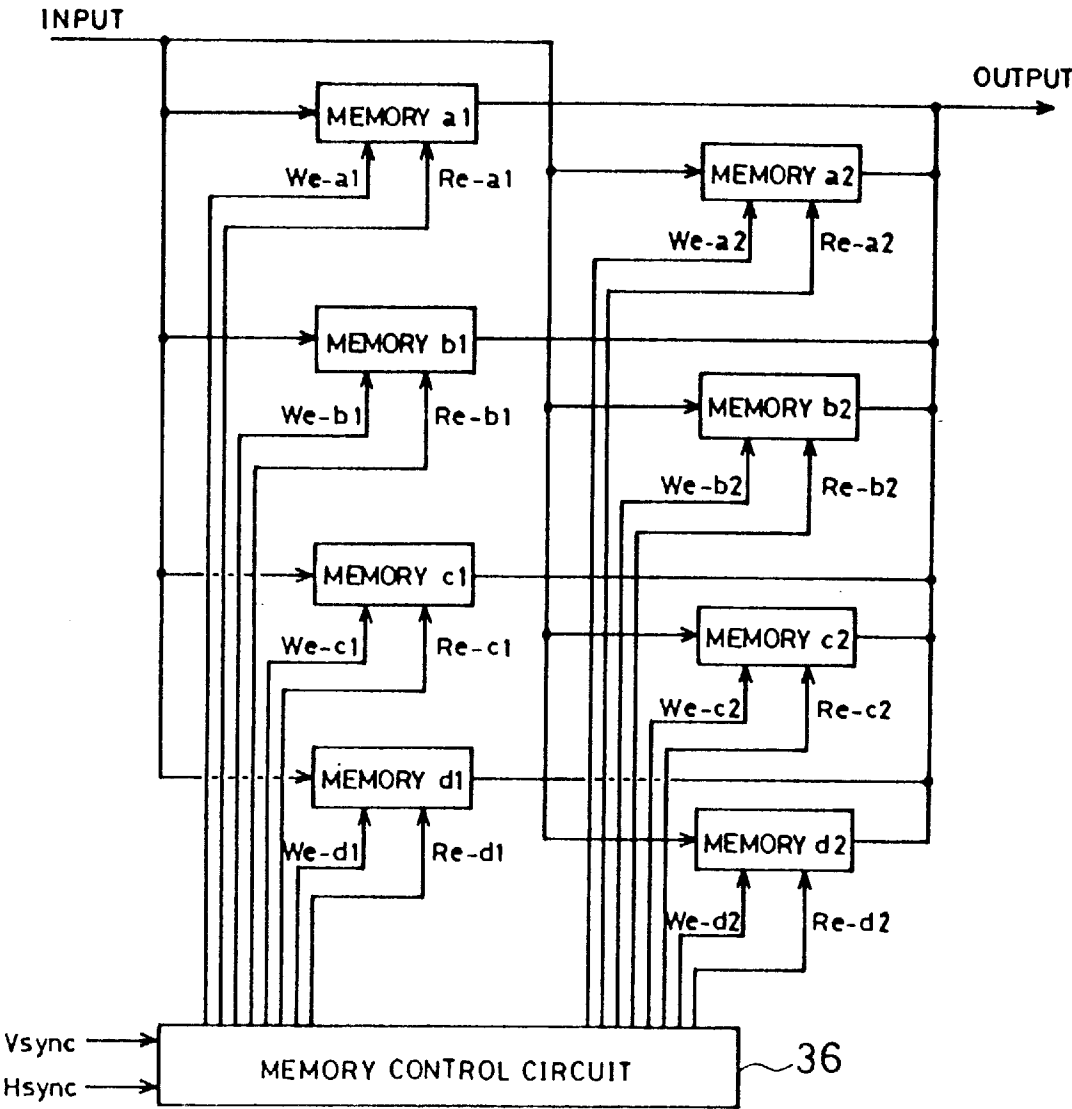 INPUT
OUTPUT
MEMORY a1
We-a1
Re-a1
MEMORY a2
We-a2
Re-a2
MEMORY b1
We-b1
Re-b1
MEMORY b2
We-b2
Re-b2
MEMORY c1
We-c1
Re-c1
MEMORY c2
We-c2
Re-c2
MEMORY d1
We-d1
Re-d1
MEMORY d2
We-d2
Re-d2
Vsync
Hsync
MEMORY CONTROL CIRCUIT
36